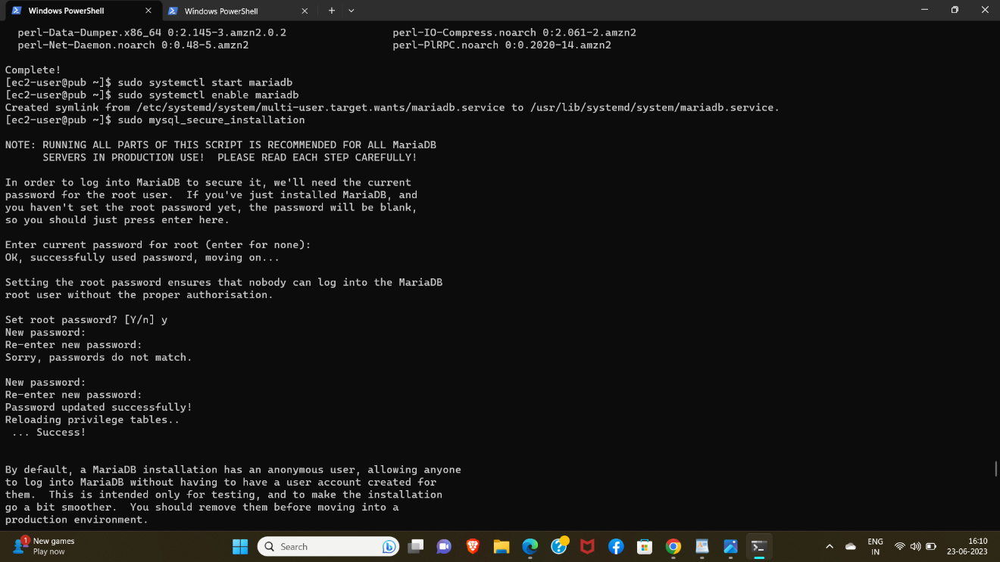 Windows PowerShell
Windows PowerShell
perl-Data-Dumper.x86_64 0:2.145-3.amzn2.0.2 perl-IO-Compress.noarch 0:2.061-2.amzn2
perl-Net-Daemon.noarch 0:0.48-5.amzn2 perl-PlRPC.noarch 0:0.2020-14.amzn2
Complete!
[ec2-user@pub ~]$ sudo systemctl start mariadb
[ec2-user@pub ~]$ sudo systemctl enable mariadb
Created symlink from /etc/systemd/system/multi-user.target.wants/mariadb.service to /usr/lib/systemd/system/mariadb.service.
[ec2-user@pub ~]$ sudo mysql_secure_installation
NOTE: RUNNING ALL PARTS OF THIS SCRIPT IS RECOMMENDED FOR ALL MariaDB
SERVERS IN PRODUCTION USE!  PLEASE READ EACH STEP CAREFULLY!
In order to log into MariaDB to secure it, we'll need the current
password for the root user.  If you've just installed MariaDB, and
you haven't set the root password yet, the password will be blank,
so you should just press enter here.
Enter current password for root (enter for none):
OK, successfully used password, moving on...
Setting the root password ensures that nobody can log into the MariaDB
root user without the proper authorisation.
Set root password? [Y/n] y
New password:
Re-enter new password:
Sorry, passwords do not match.
New password:
Re-enter new password:
Password updated successfully!
Reloading privilege tables..
... Success!
By default, a MariaDB installation has an anonymous user, allowing anyone
to log into MariaDB without having to have a user account created for
them.  This is intended only for testing, and to make the installation
go a bit smoother.  You should remove them before moving into a
production environment.
1
New games
Play now
Search
ENG
IN
16:10
23-06-2023